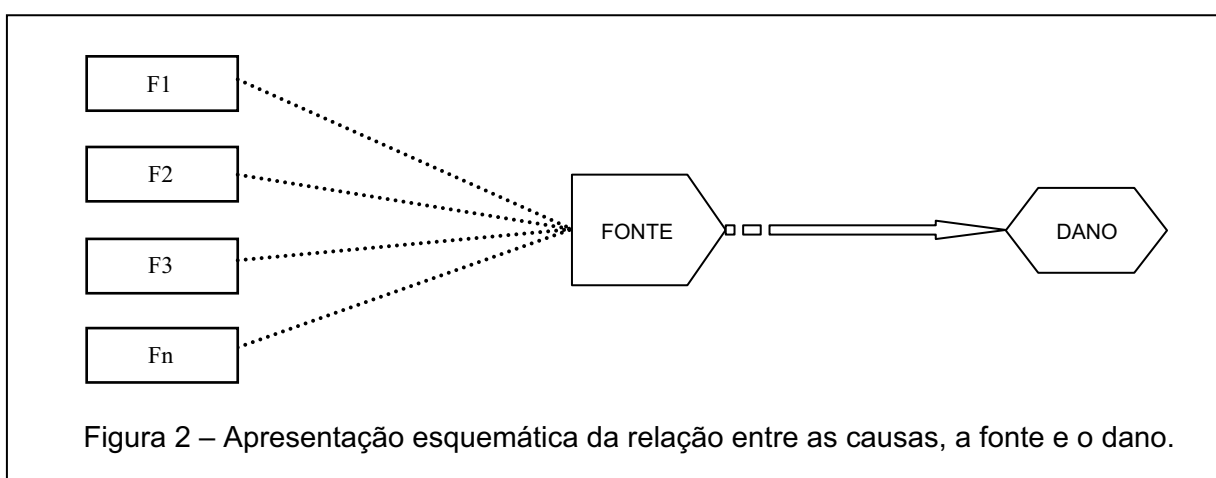 F1
F2
FONTE
DANO
F3
Fn
Figura 2 – Apresentação esquemática da relação entre as causas, a fonte e o dano.